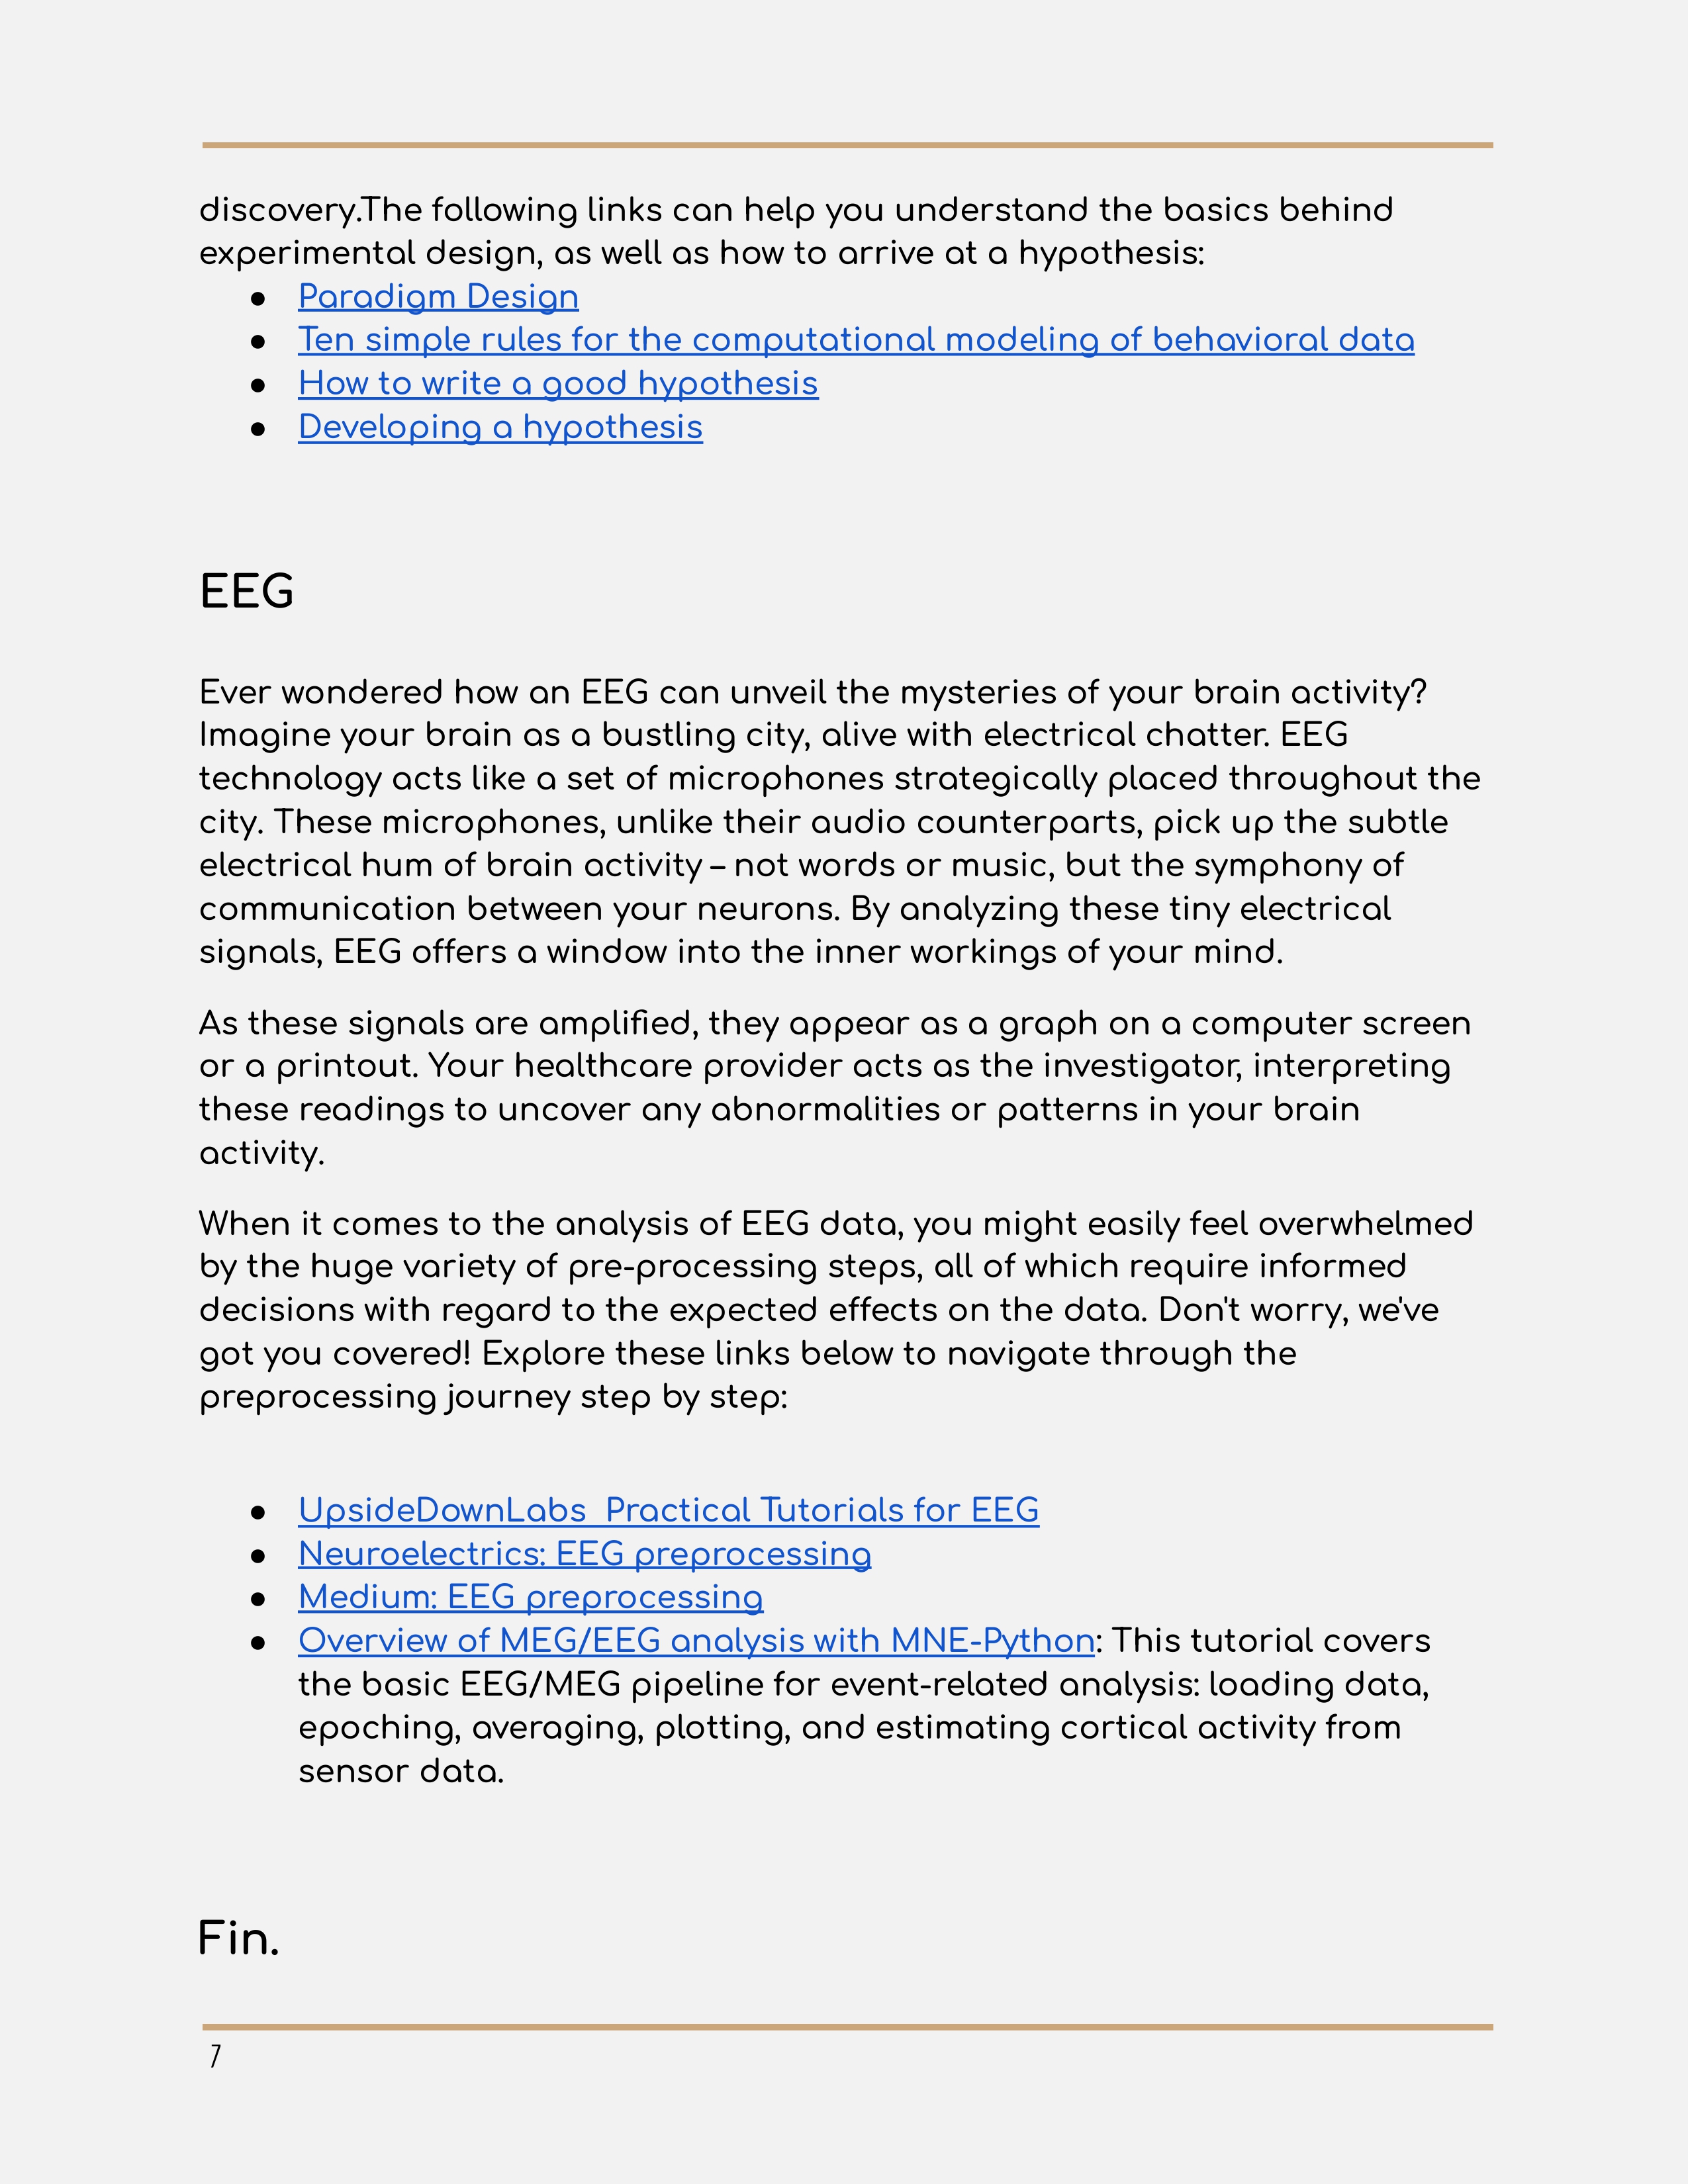 discovery.The following links can help you understand the basics behind
experimental design, as well as how to arrive at a hypothesis:
● Paradigm Design
● Ten simple rules for the computational modeling of behavioral data
● How to write a good hypothesis
● Developing a hypothesis
EEG
Ever wondered how an EEG can unveil the mysteries of your brain activity?
Imagine your brain as a bustling city, alive with electrical chatter. EEG
technology acts like a set of microphones strategically placed throughout the
city. These microphones, unlike their audio counterparts, pick up the subtle
electrical hum of brain activity – not words or music, but the symphony of
communication between your neurons. By analyzing these tiny electrical
signals, EEG offers a window into the inner workings of your mind.
As these signals are amplified, they appear as a graph on a computer screen
or a printout. Your healthcare provider acts as the investigator, interpreting
these readings to uncover any abnormalities or patterns in your brain
activity.
When it comes to the analysis of EEG data, you might easily feel overwhelmed
by the huge variety of pre-processing steps, all of which require informed
decisions with regard to the expected effects on the data. Don't worry, we've
got you covered! Explore these links below to navigate through the
preprocessing journey step by step:
● UpsideDownLabs  Practical Tutorials for EEG
● Neuroelectrics: EEG preprocessing
● Medium: EEG preprocessing
● Overview of MEG/EEG analysis with MNE-Python: This tutorial covers
the basic EEG/MEG pipeline for event-related analysis: loading data,
epoching, averaging, plotting, and estimating cortical activity from
sensor data.
Fin.
7